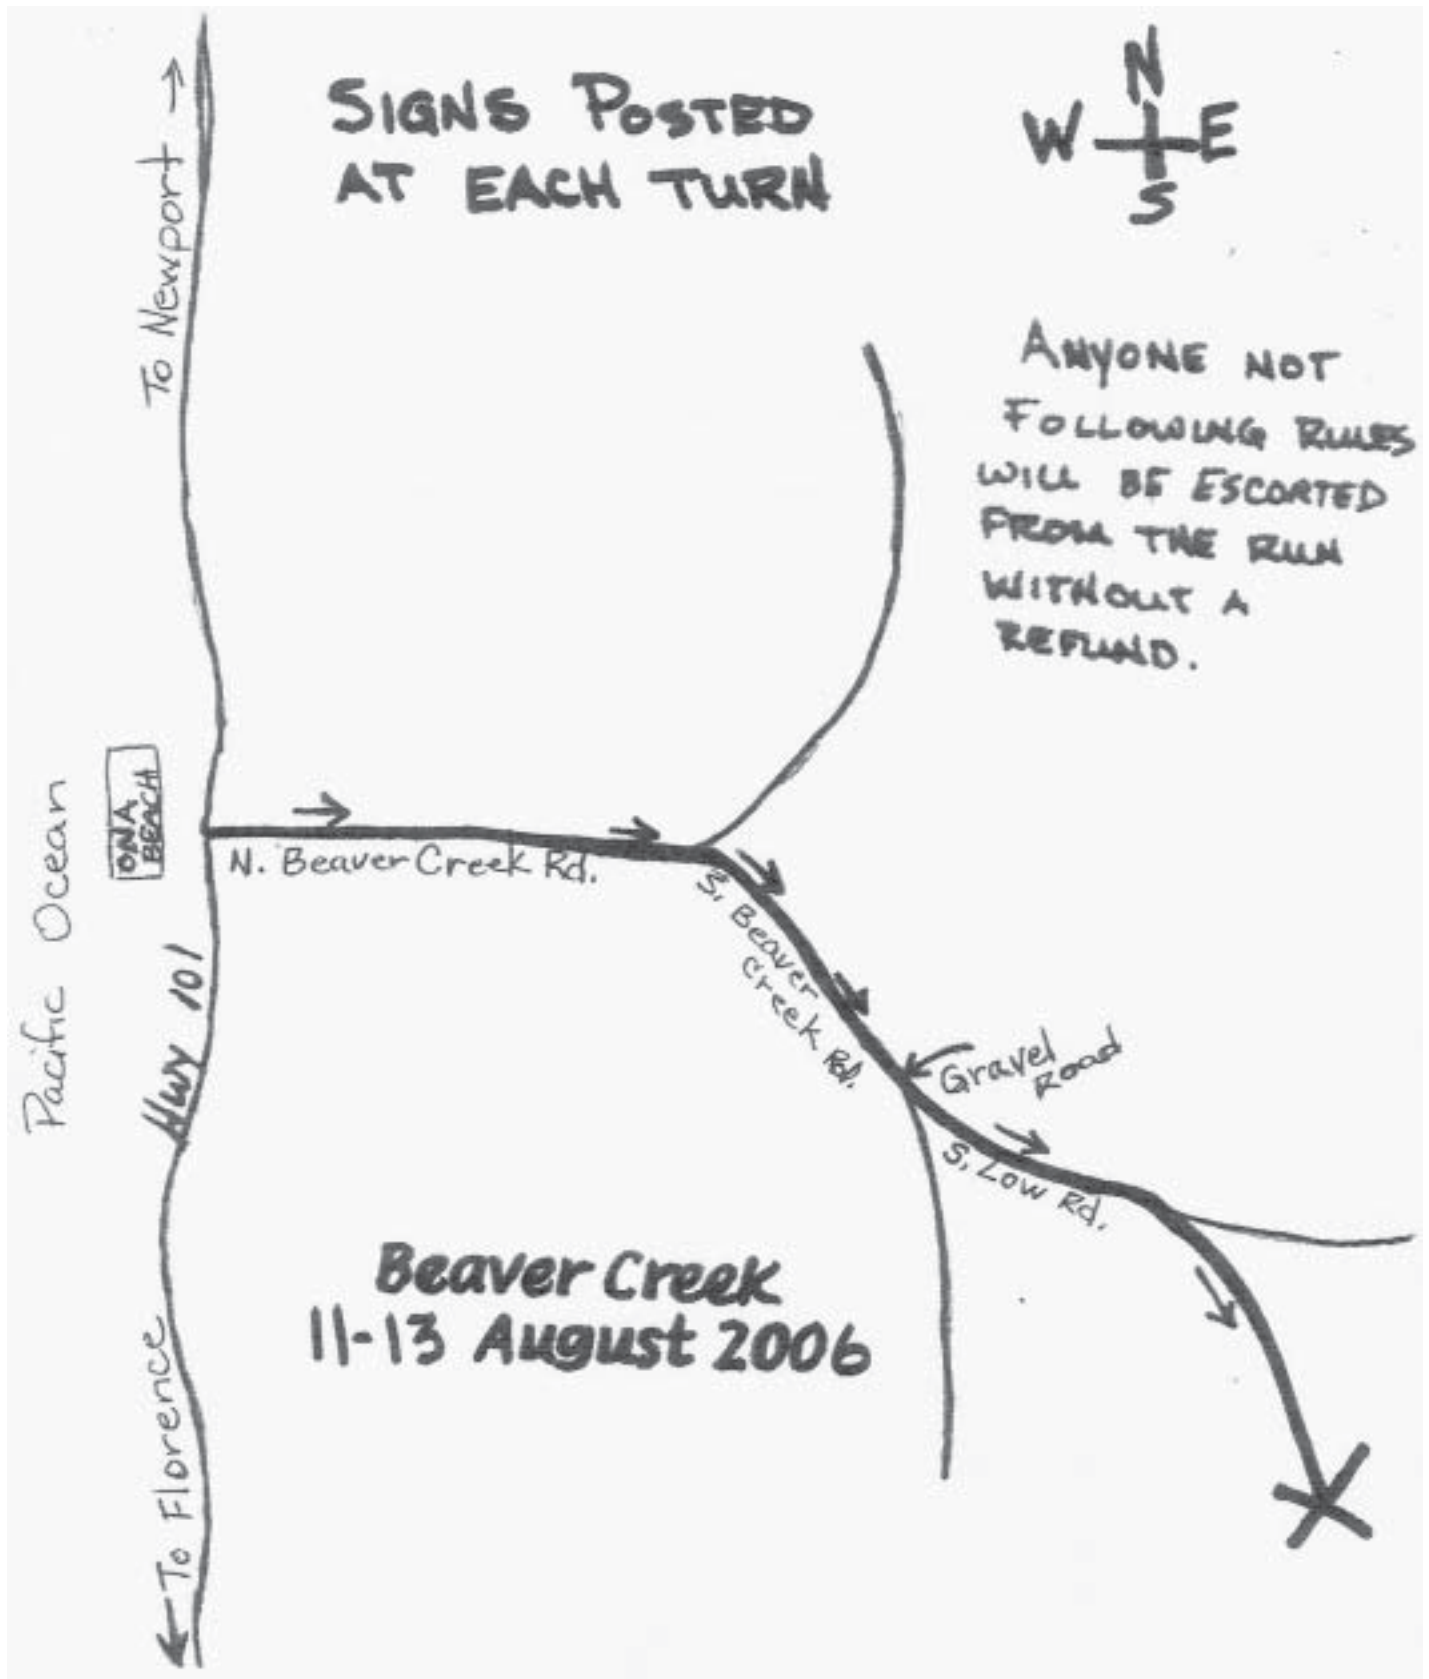 To Newport →
SIGNS POSTED
AT EACH TURN
N
W E
S
ANYONE NOT
FOLLOWING RULES
WILL BE ESCORTED
FROM THE RUN
WITHOUT A
REFUND.
Pacific Ocean
ONA
BEACH
N. Beaver Creek Rd.
S. Beaver
Creek Rd.
Hwy 101
Gravel
Road
S. Low Rd.
Beaver Creek
11-13 August 2006
← To Florence